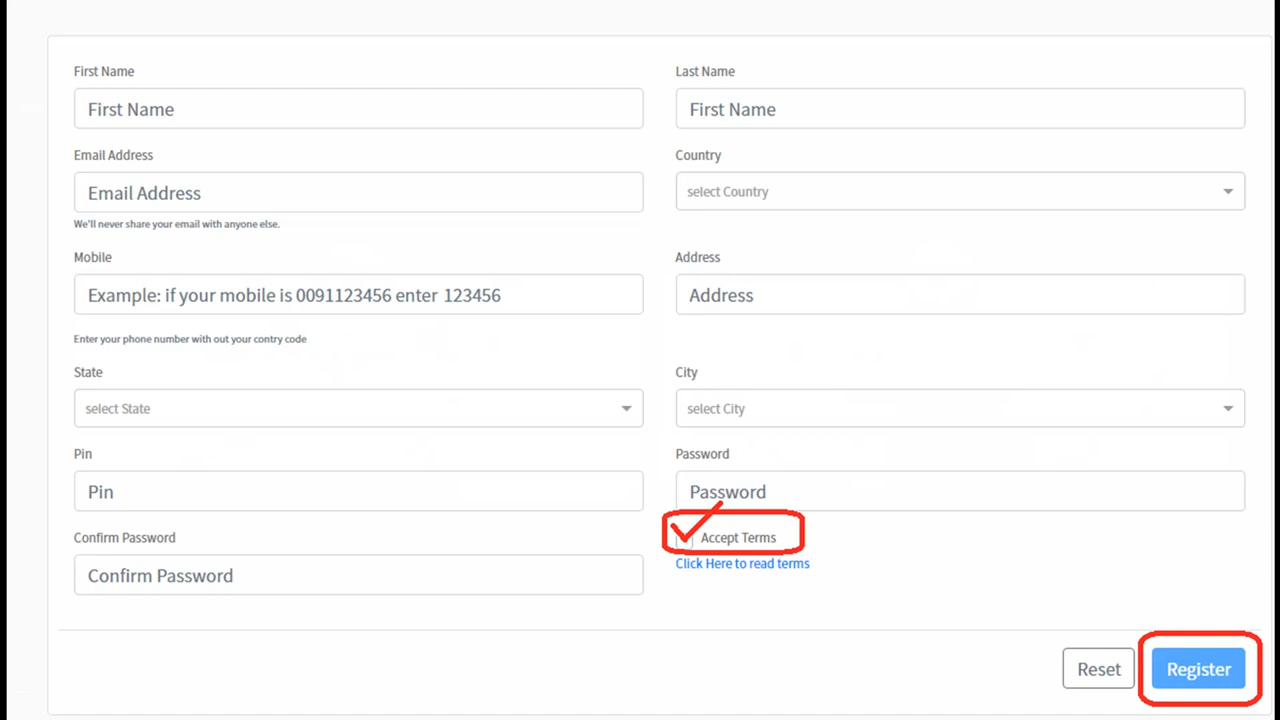 First Name
Last Name
First Name
First Name
Email Address
Country
Email Address
select Country
We'll never share your email with anyone else.
Mobile
Address
Example: if your mobile is 0091123456 enter 123456
Address
Enter your phone number with out your contry code
State
City
select State
select City
Pin
Password
Pin
Password
Confirm Password
Accept Terms
Click Here to read terms
Confirm Password
Reset
Register